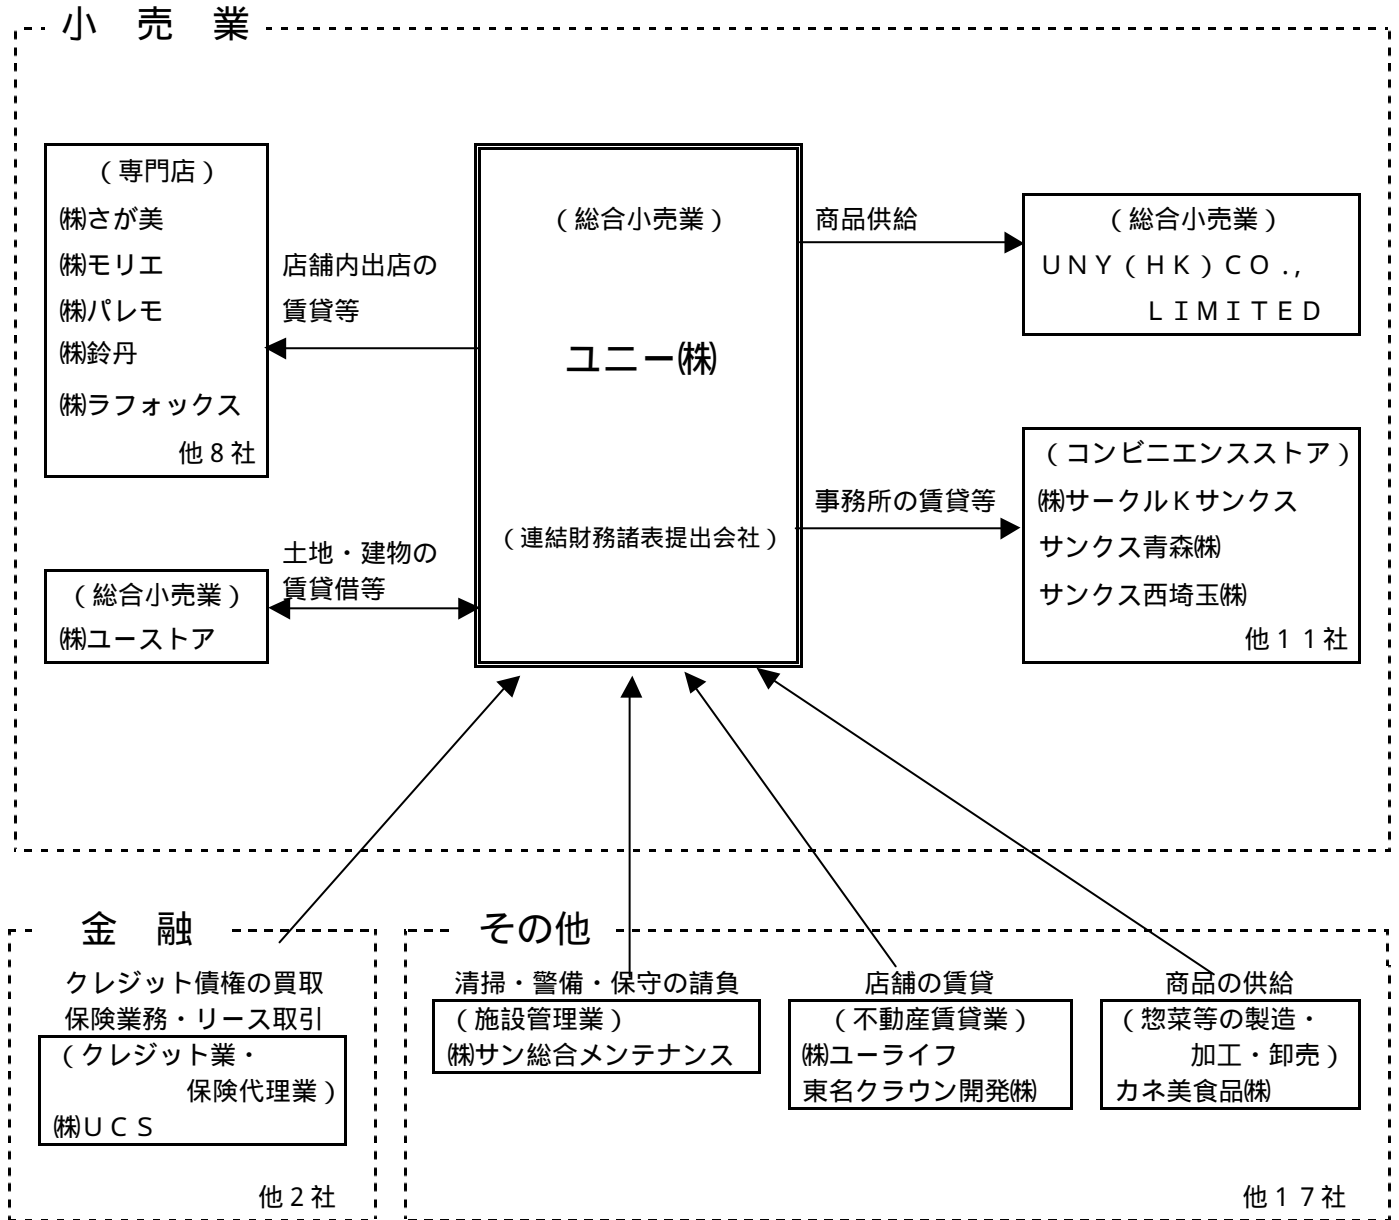 小　売　業
（専門店）
㈱さが美
㈱モリエ
㈱パレモ
㈱鈴丹
㈱ラフォックス
他８社
店舗内出店の
賃貸等
（総合小売業）
ユニー㈱
（連結財務諸表提出会社）
商品供給
（総合小売業）
ＵＮＹ（ＨＫ）ＣＯ．，
ＬＩＭＩＴＥＤ
事務所の賃貸等
（コンビニエンスストア）
㈱サークルＫサンクス
サンクス青森㈱
サンクス西埼玉㈱
他１１社
土地・建物の
賃貸借等
（総合小売業）
㈱ユーストア
金　融
クレジット債権の買取
保険業務・リース取引
（クレジット業・
保険代理業）
㈱ＵＣＳ
他２社
その他
清掃・警備・保守の請負
（施設管理業）
㈱サン総合メンテナンス
店舗の賃貸
（不動産賃貸業）
㈱ユーライフ
東名クラウン開発㈱
商品の供給
（惣菜等の製造・
加工・卸売）
カネ美食品㈱
他１７社